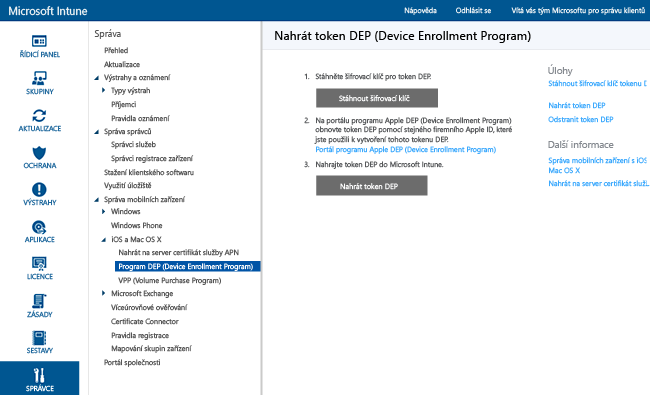 Microsoft Intune
Nápověda
Odhlásit se
Vítá vás tým Microsoftu pro správu klientů
ŘÍDICÍ PANEL
SKUPINY
AKTUALIZACE
OCHRANA
VÝSTRAHY
APLIKACE
LICENCE
ZÁSADY
SESTAVY
SPRÁVCE
Správa
Přehled
Aktualizace
Výstrahy a oznámení
Typy výstrah
Příjemci
Pravidla oznámení
Správa správců
Správci služeb
Správci registrace zařízení
Stažení klientského softwaru
Využití úložiště
Správa mobilních zařízení
Windows
Windows Phone
iOS a Mac OS X
Nahrát na server certifikát služby APN
Program DEP (Device Enrollment Program)
VPP (Volume Purchase Program)
Microsoft Exchange
Víceúrovňové ověřování
Certificate Connector
Pravidla registrace
Mapování skupin zařízení
Portál společnosti
Nahrát token DEP (Device Enrollment Program)
1. Stáhněte šifrovací klíč pro token DEP.
Stáhnout šifrovací klíč
2. Na portálu programu Apple DEP (Device Enrollment Program)
obnovte token DEP pomocí stejného firemního Apple ID, které
jste použili k vytvoření tohoto tokenu DEP.
Portál programu Apple DEP (Device Enrollment Program)
3. Nahrajte token DEP do Microsoft Intune.
Nahrát token DEP
Úlohy
Stáhnout šifrovací klíč tokenu
Nahrát token DEP
Odstranit token DEP
Další informace
Správa mobilních zařízení s iOS
Mac OS X
Nahrát na server certifikát služ